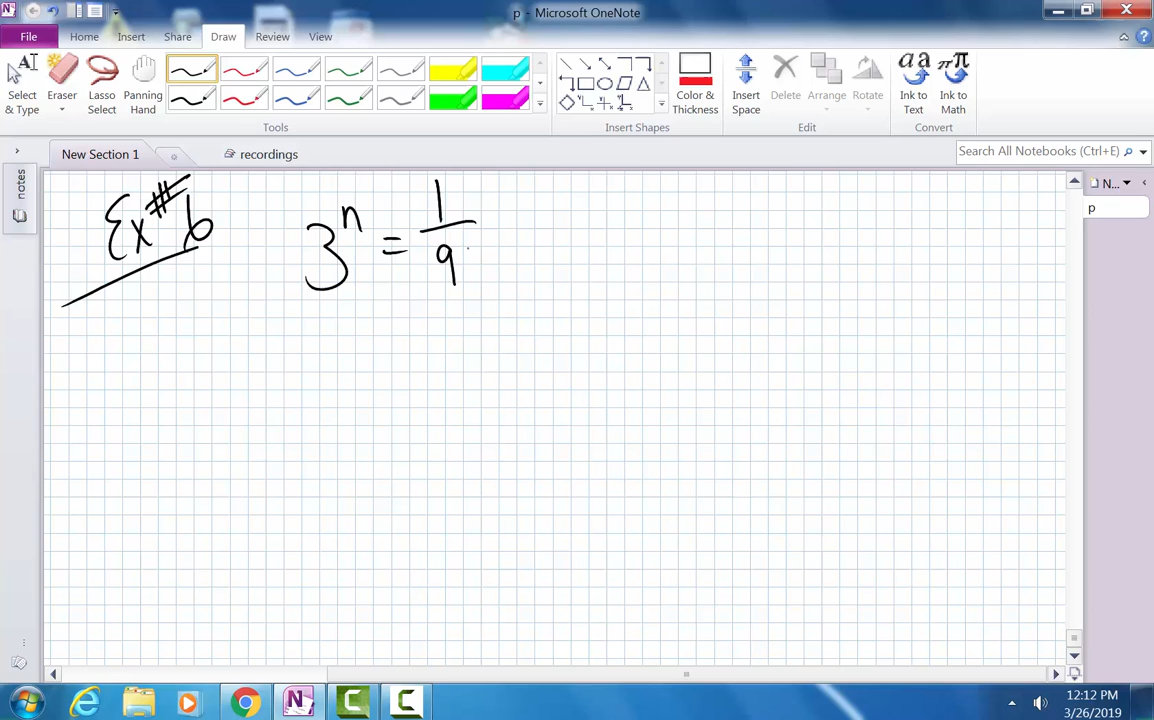 p - Microsoft OneNote
File Home Insert Share Draw Review View
Select & Type Eraser Lasso Select Panning Hand Color & Thickness Insert Space Delete Arrange Rotate Ink to Text Ink to Math
Tools Insert Shapes Edit Convert
New Section 1 recordings Search All Notebooks (Ctrl+E)
notes
N...
p
Ex #6 3ⁿ = 1/9
12:12 PM
3/26/2019